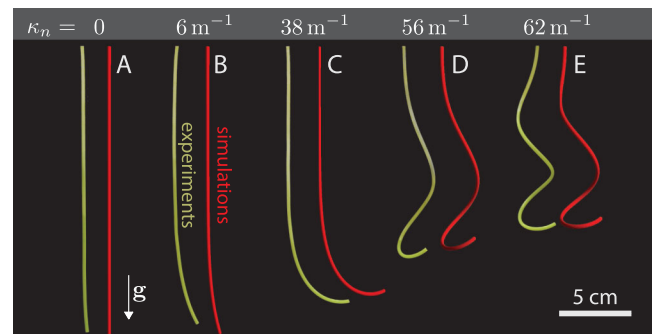 κₙ = 0 6 m⁻¹ 38 m⁻¹ 56 m⁻¹ 62 m⁻¹
A B C D E
experiments
simulations
g
5 cm